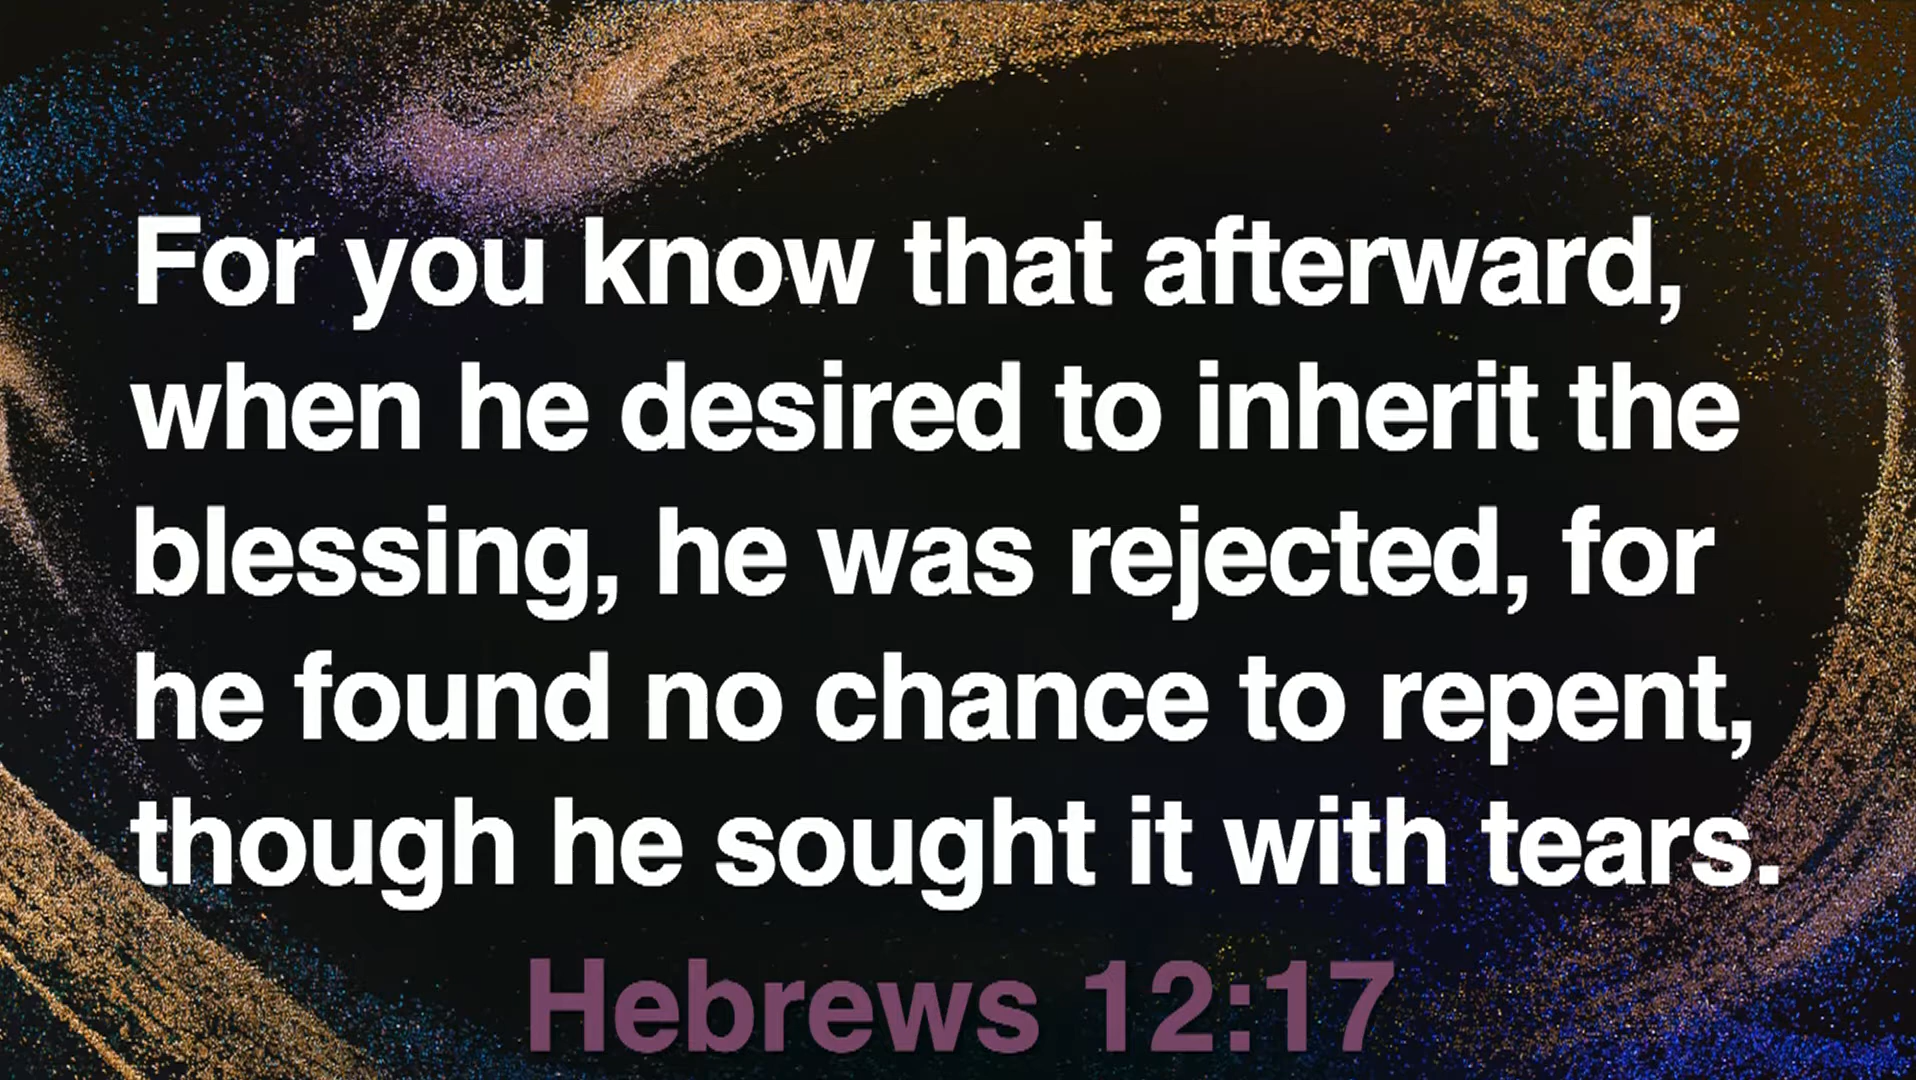 For you know that afterward,
when he desired to inherit the
blessing, he was rejected, for
he found no chance to repent,
though he sought it with tears.
Hebrews 12:17